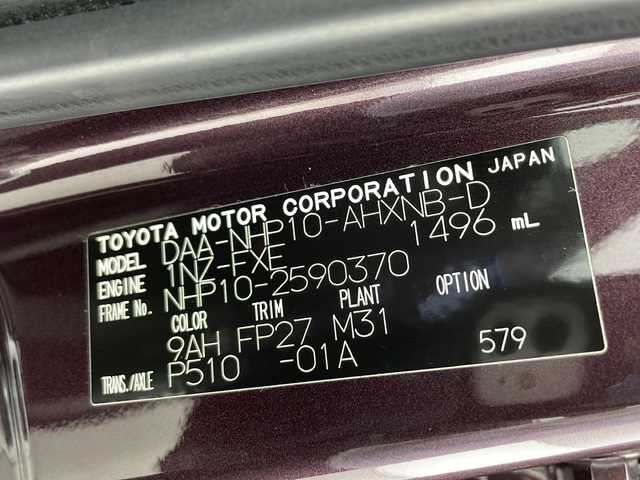 TOYOTA MOTOR CORPORATION JAPAN
MODEL DAA-NHP10-AHXNB-D
ENGINE 1NZ-FXE 1496 mL
FRAME No. NHP10-2590370
COLOR TRIM PLANT OPTION
9AH FP27 M31
TRANS./AXLE P510 -01A 579